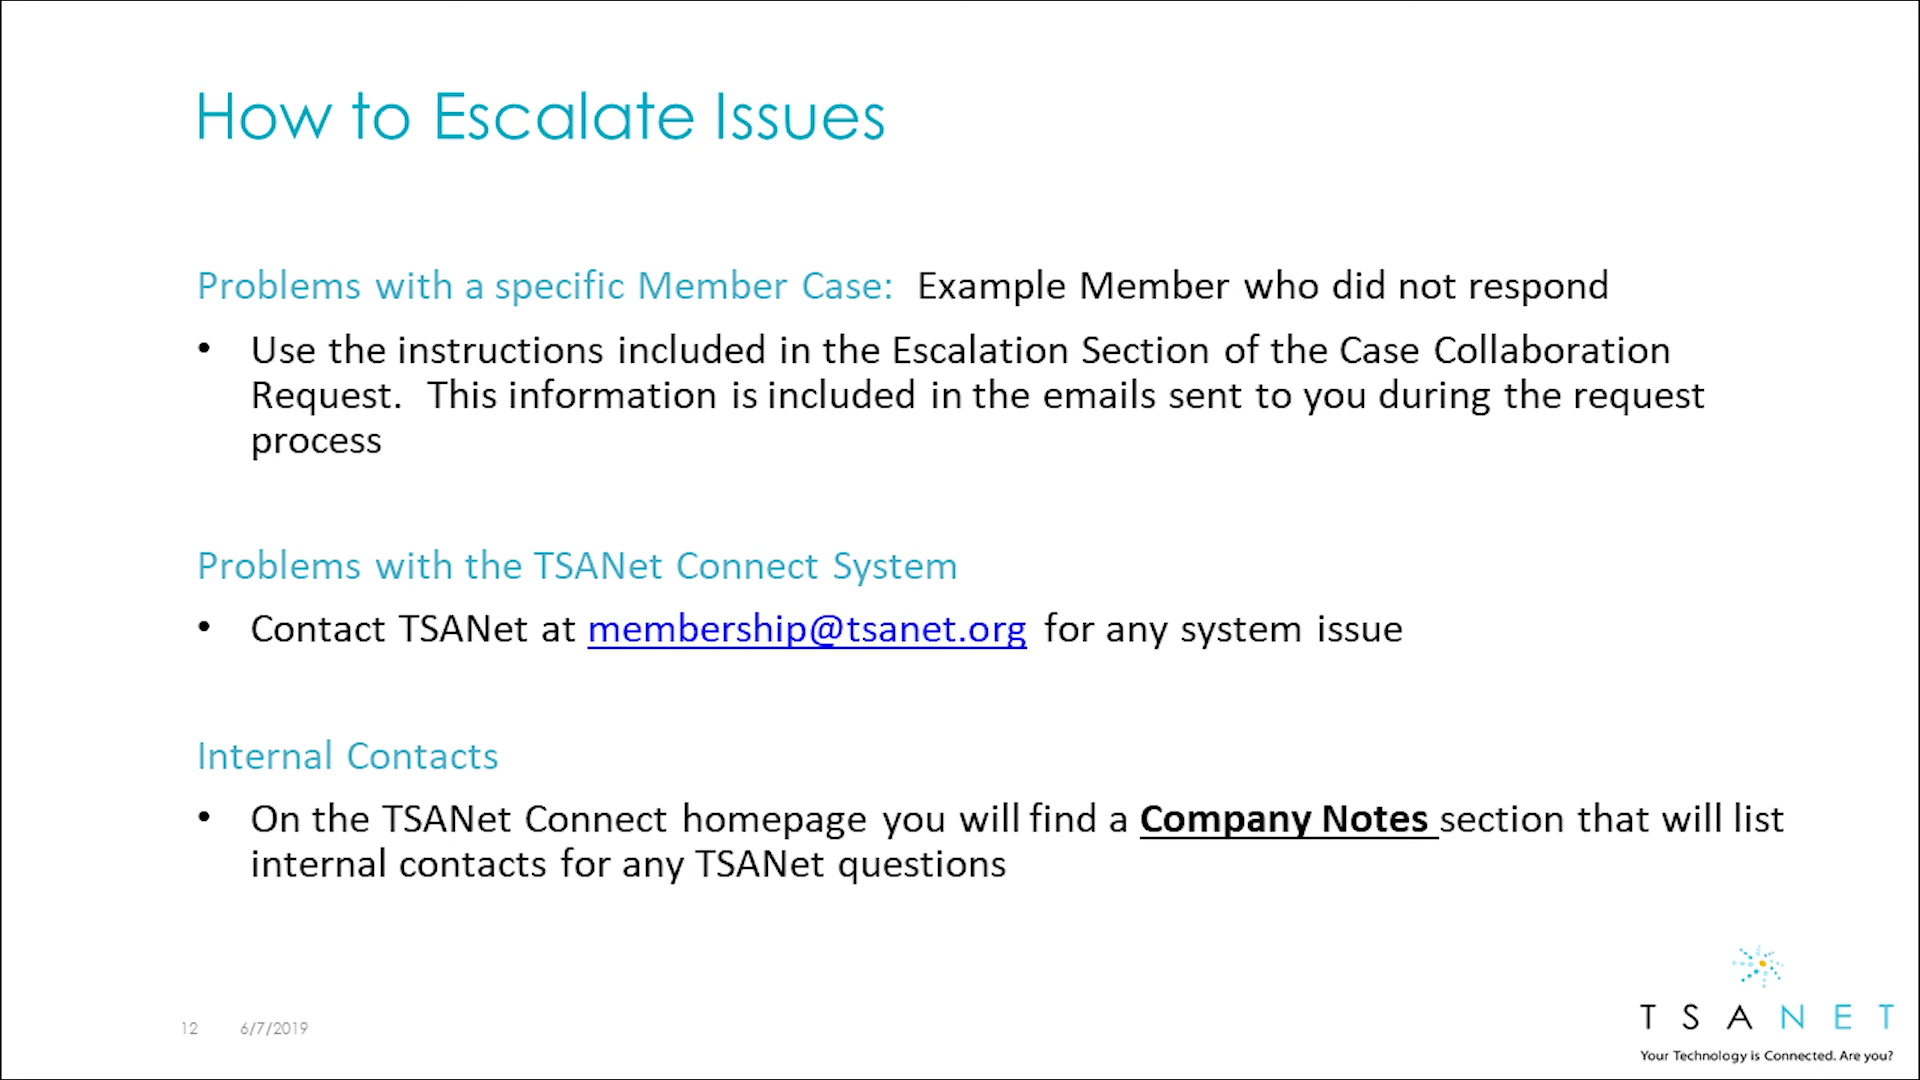 How to Escalate Issues
Problems with a specific Member Case:  Example Member who did not respond
• Use the instructions included in the Escalation Section of the Case Collaboration
Request.  This information is included in the emails sent to you during the request
process
Problems with the TSANet Connect System
• Contact TSANet at membership@tsanet.org for any system issue
Internal Contacts
• On the TSANet Connect homepage you will find a Company Notes section that will list
internal contacts for any TSANet questions
12 6/7/2019
TSANET
Your Technology is Connected. Are you?